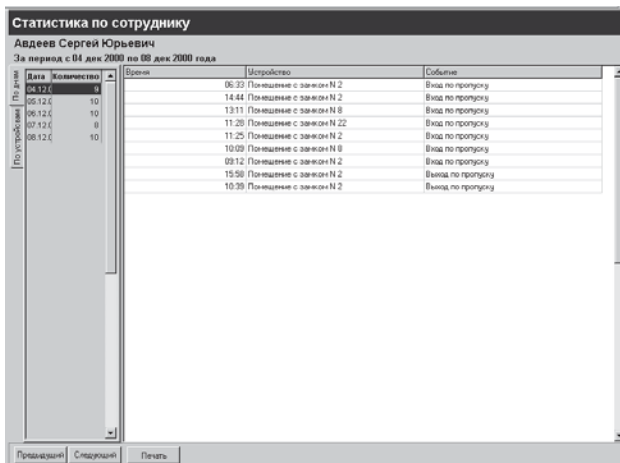 Статистика по сотруднику
Авдеев Сергей Юрьевич
За период с 04 дек 2000 по 08 дек 2000 года
По дням
По устройствам
Дата Количество
04.12.0 9
05.12.0 10
06.12.0 10
07.12.0 8
08.12.0 10
Время Устройство Событие
06:33 Помещение с замком N 2 Вход по пропуску
14:44 Помещение с замком N 2 Вход по пропуску
13:11 Помещение с замком N 8 Вход по пропуску
11:28 Помещение с замком N 22 Вход по пропуску
11:25 Помещение с замком N 2 Вход по пропуску
10:09 Помещение с замком N 8 Вход по пропуску
09:12 Помещение с замком N 2 Вход по пропуску
15:58 Помещение с замком N 2 Выход по пропуску
10:39 Помещение с замком N 2 Выход по пропуску
Предыдущий Следующий Печать